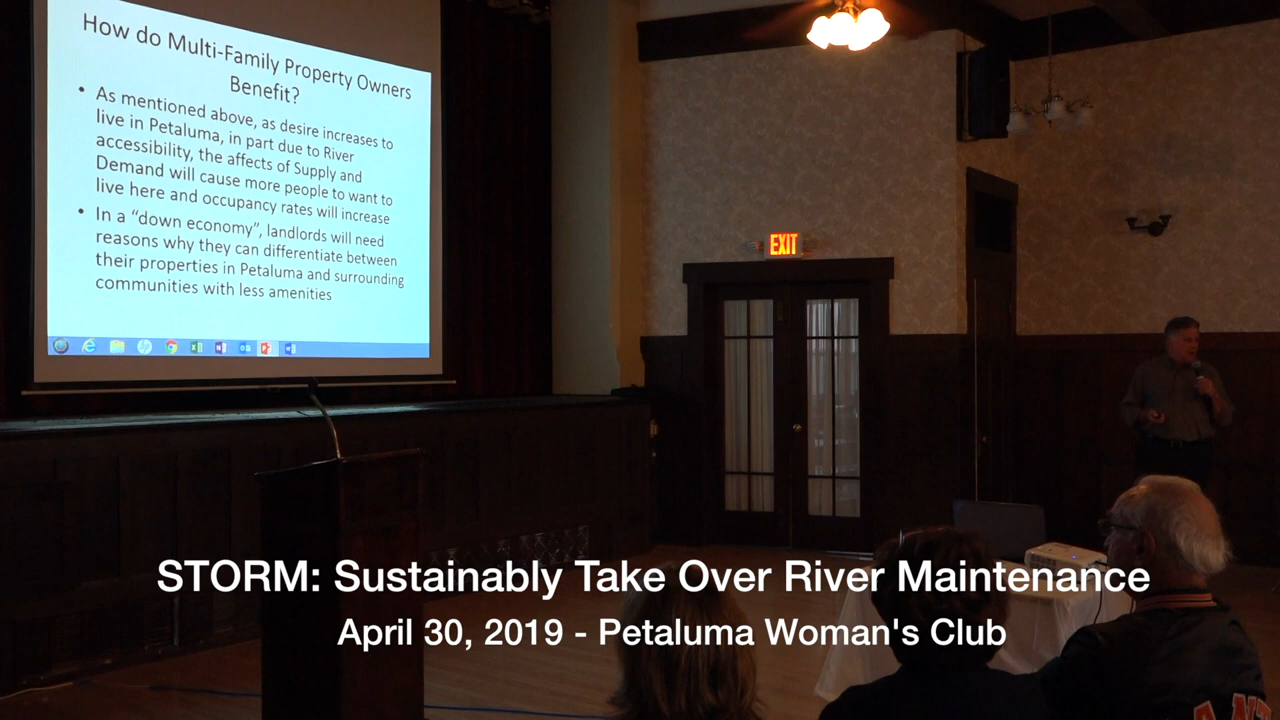 How do Multi-Family Property Owners
Benefit?
• As mentioned above, as desire increases to
live in Petaluma, in part due to River
accessibility, the affects of Supply and
Demand will cause more people to want to
live here and occupancy rates will increase
• In a “down economy”, landlords will need
reasons why they can differentiate between
their properties in Petaluma and surrounding
communities with less amenities
EXIT
STORM: Sustainably Take Over River Maintenance
April 30, 2019 - Petaluma Woman's Club